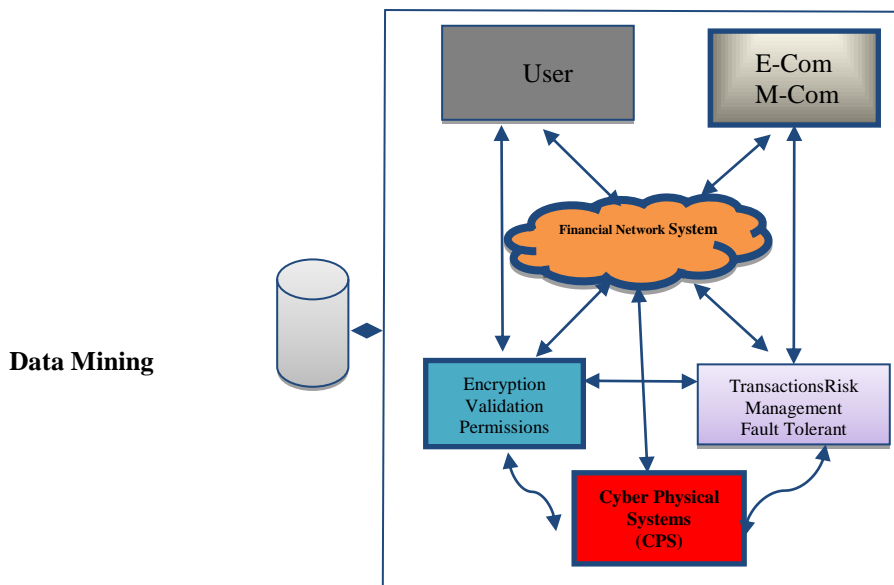 User
E-Com
M-Com
Financial Network System
Data Mining
Encryption
Validation
Permissions
TransactionsRisk
Management
Fault Tolerant
Cyber Physical
Systems
(CPS)